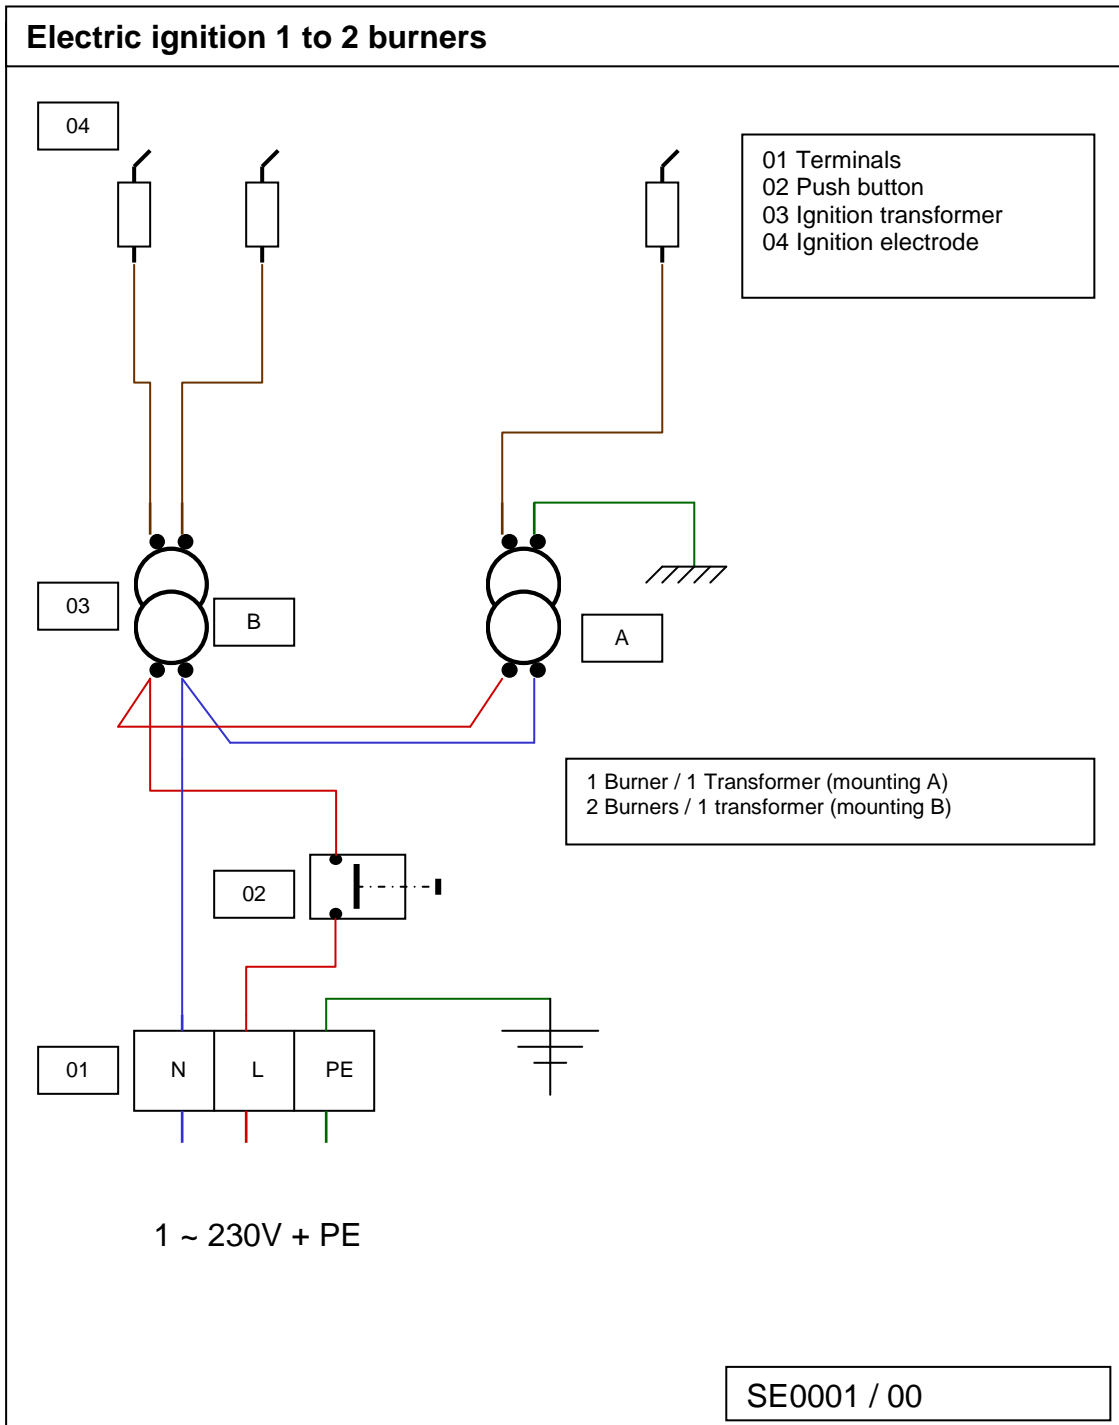 Electric ignition 1 to 2 burners
04
01 Terminals
02 Push button
03 Ignition transformer
04 Ignition electrode
03
B
A
1 Burner / 1 Transformer (mounting A)
2 Burners / 1 transformer (mounting B)
02
01
N
L
PE
1 ~ 230V + PE
SE0001 / 00